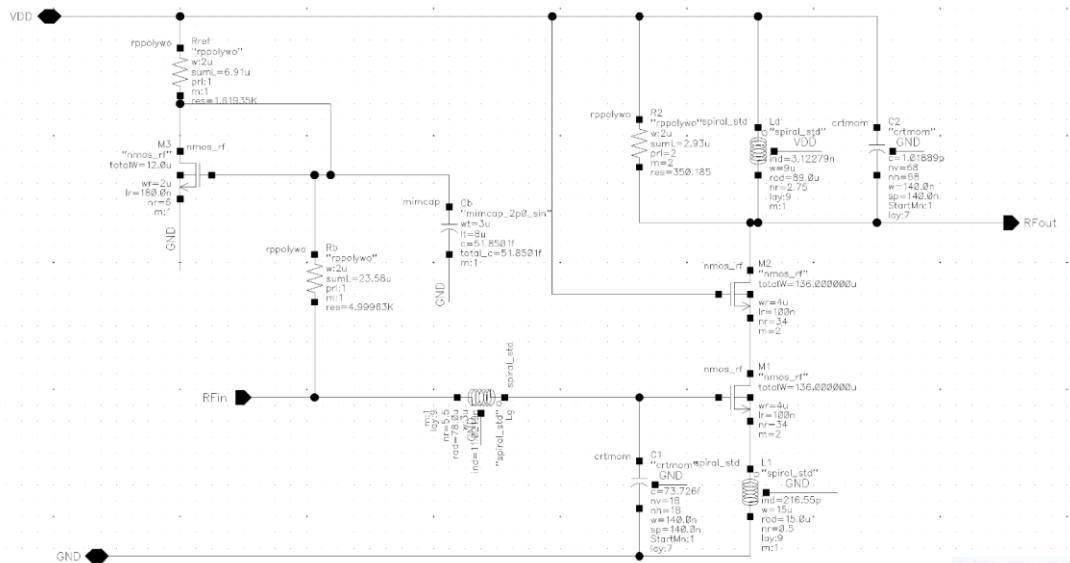 VDD
rppolywo
Rref
"rppolywo"
w:2u
sumL=6.91u
prl:1
m:1
res=1.61935K
M3
nmos_rf
"nmos_rf"
totalW=12.0u
wr=2u
lr=180.0n
nr=6
m:1
GND
mimcap
Cb
"mimcap_2p0_sin"
wt=3u
lt=8u
c=51.8501f
total_c=51.8501f
m:1
GND
rppolywo
Rb
"rppolywo"
w:2u
sumL=23.58u
prl:1
m:1
res=4.99963K
rppolywo
R2
"rppolywo"
w:2u
sumL=2.93u
prl=2
m=2
res=350.185
spiral_std
Ld
"spiral_std"
VDD
ind=3.12279n
w=9u
rad=89.0u
nr=2.75
lay:9
m:1
crtmom
C2
"crtmom"
GND
c=1.01889p
nv=68
nh=68
w=140.0n
sp=140.0n
StartMn:1
lay:7
RFout
nmos_rf
M2
"nmos_rf"
totalW=136.000000u
wr=4u
lr=100n
nr=34
m=2
nmos_rf
M1
"nmos_rf"
totalW=136.000000u
wr=4u
lr=100n
nr=34
m=2
RFin
spiral_std
Lg
"spiral_std"
rad=78.0u
nr=5.5
lay:9
m:1
crtmom
C1
"crtmom"
GND
c=73.726f
nv=18
nh=18
w=140.0n
sp=140.0n
StartMn:1
lay:7
spiral_std
L1
"spiral_std"
GND
ind=216.55p
w=15u
rad=15.0u
nr=0.5
lay:9
m:1
GND